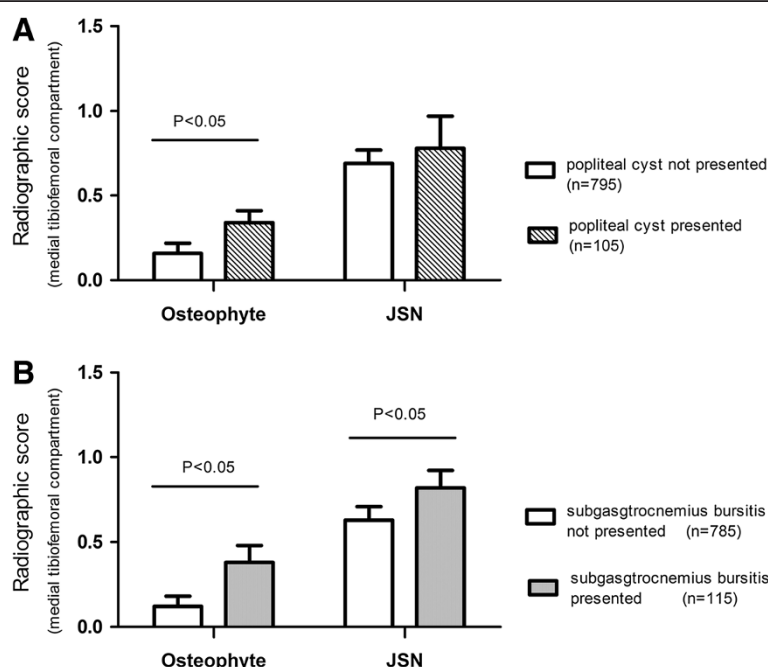 A
Radiographic score
(medial tibiofemoral compartment)
1.5
1.0
0.5
0.0
P<0.05
Osteophyte
JSN
popliteal cyst not presented
(n=795)
popliteal cyst presented
(n=105)
B
Radiographic score
(medial tibiofemoral compartment)
1.5
1.0
0.5
0.0
P<0.05
P<0.05
Osteophyte
JSN
subgasgtrocnemius bursitis
not presented (n=785)
subgasgtrocnemius bursitis
presented (n=115)